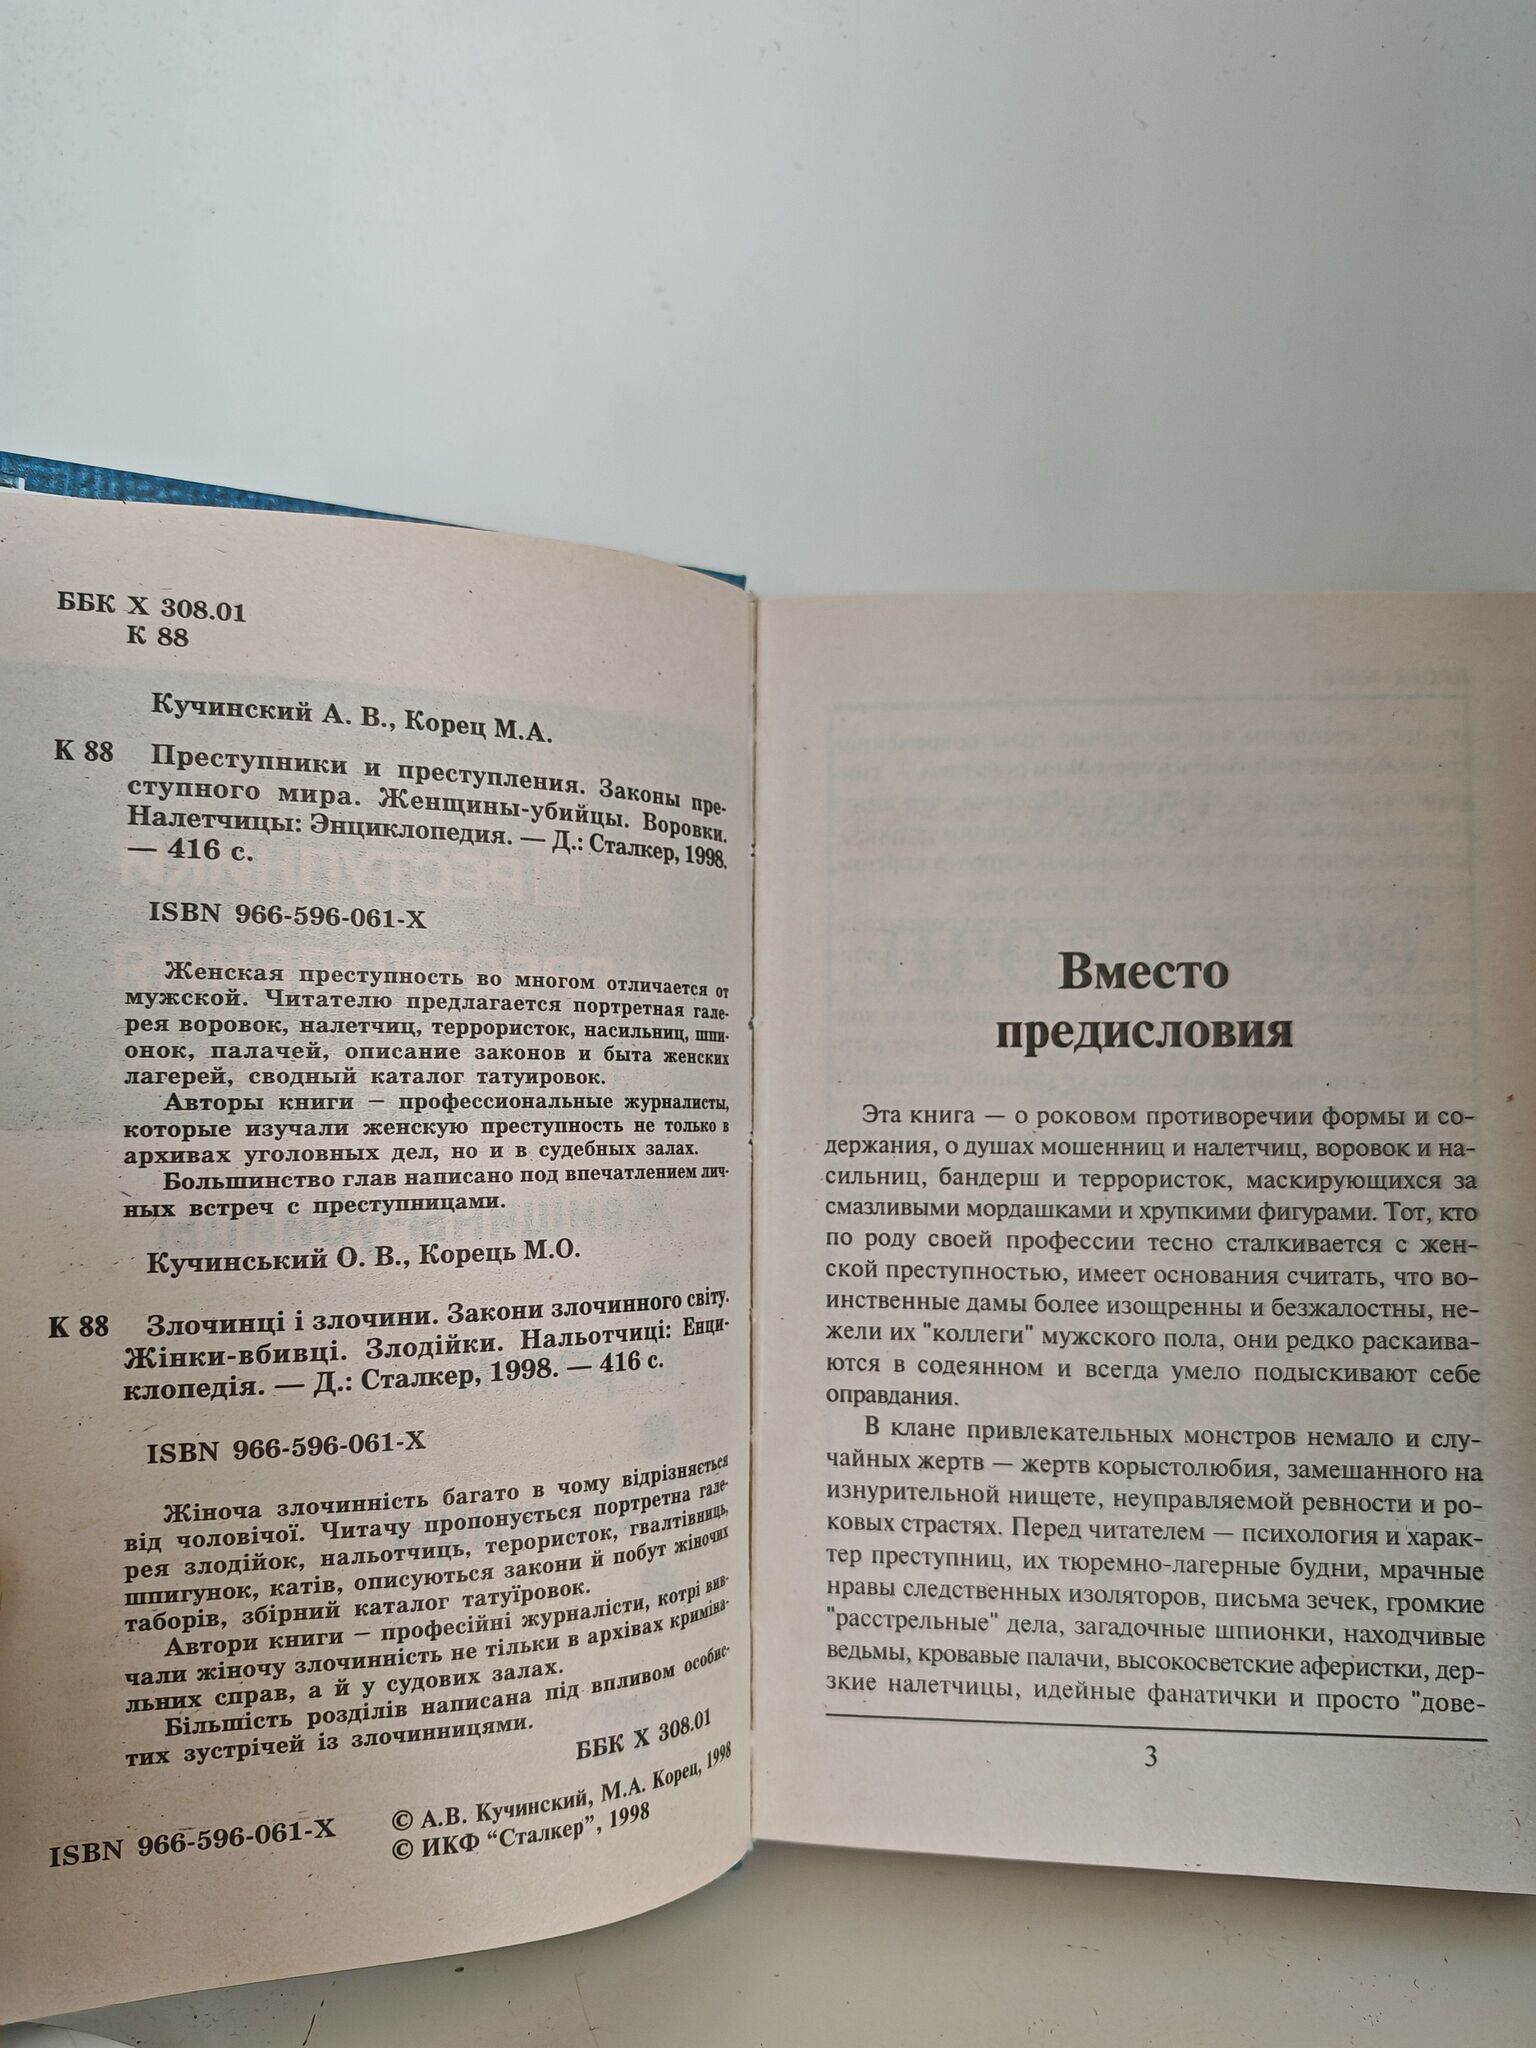 ББК Х 308.01
К 88
Кучинский А. В., Корец М.А.
К 88 Преступники и преступления. Законы пре-
ступного мира. Женщины-убийцы. Воровки.
Налетчицы: Энциклопедия. — Д.: Сталкер, 1998.
— 416 с.
ISBN 966-596-061-Х
Женская преступность во многом отличается от
мужской. Читателю предлагается портретная гале-
рея воровок, налетчиц, террористок, насильниц, шпи-
онок, палачей, описание законов и быта женских
лагерей, сводный каталог татуировок.
Авторы книги – профессиональные журналисты,
которые изучали женскую преступность не только в
архивах уголовных дел, но и в судебных залах.
Большинство глав написано под впечатлением лич-
ных встреч с преступницами.
Кучинський О. В., Корець М.О.
К 88 Злочинці і злочини. Закони злочинного світу.
Жінки-вбивці. Злодійки. Нальотчиці: Енци-
клопедія. — Д.: Сталкер, 1998. — 416 с.
ISBN 966-596-061-Х
Жіноча злочинність багато в чому відрізняється
від чоловічої. Читачу пропонується портретна гале-
рея злодійок, нальотчиць, терористок, гвалтівниць,
шпигунок, катів, описуються закони й побут жіночих
таборів, збірний каталог татуїровок.
Автори книги – професійні журналісти, котрі вив-
чали жіночу злочинність не тільки в архівах криміна-
льних справ, а й у судових залах.
Більшість розділів написана під впливом особис-
тих зустрічей із злочинницями.
ББК Х 308.01
© А.В. Кучинский, М.А. Корец, 1998
ISBN 966-596-061-Х © ИКФ “Сталкер”, 1998
Вместо
предисловия
Эта книга — о роковом противоречии формы и со-
держания, о душах мошенниц и налетчиц, воровок и на-
сильниц, бандерш и террористок, маскирующихся за
смазливыми мордашками и хрупкими фигурами. Тот, кто
по роду своей профессии тесно сталкивается с жен-
ской преступностью, имеет основания считать, что во-
инственные дамы более изощренны и безжалостны, не-
жели их "коллеги" мужского пола, они редко раскаива-
ются в содеянном и всегда умело подыскивают себе
оправдания.
В клане привлекательных монстров немало и слу-
чайных жертв — жертв корыстолюбия, замешанного на
изнурительной нищете, неуправляемой ревности и ро-
ковых страстях. Перед читателем — психология и харак-
тер преступниц, их тюремно-лагерные будни, мрачные
нравы следственных изоляторов, письма зечек, громкие
"расстрельные" дела, загадочные шпионки, находчивые
ведьмы, кровавые палачи, высокосветские аферистки, дер-
зкие налетчицы, идейные фанатички и просто "дове-
3